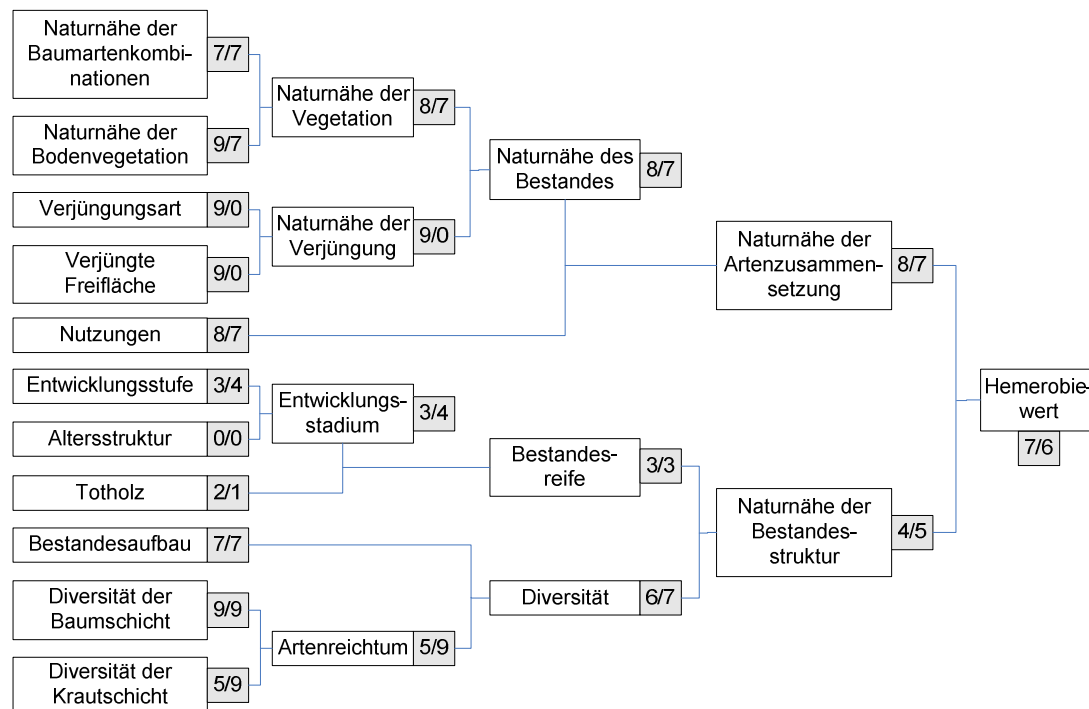 Naturnähe der
Baumartenkombi-
nationen
7/7
Naturnähe der
Bodenvegetation
9/7
Verjüngungsart
9/0
Verjüngte
Freifläche
9/0
Nutzungen
8/7
Entwicklungsstufe
3/4
Altersstruktur
0/0
Totholz
2/1
Bestandesaufbau
7/7
Diversität der
Baumschicht
9/9
Diversität der
Krautschicht
5/9
Naturnähe der
Vegetation
8/7
Naturnähe der
Verjüngung
9/0
Entwicklungs-
stadium
3/4
Artenreichtum
5/9
Naturnähe des
Bestandes
8/7
Bestandes-
reife
3/3
Diversität
6/7
Naturnähe der
Artenzusammen-
setzung
8/7
Naturnähe der
Bestandes-
struktur
4/5
Hemerobie-
wert
7/6